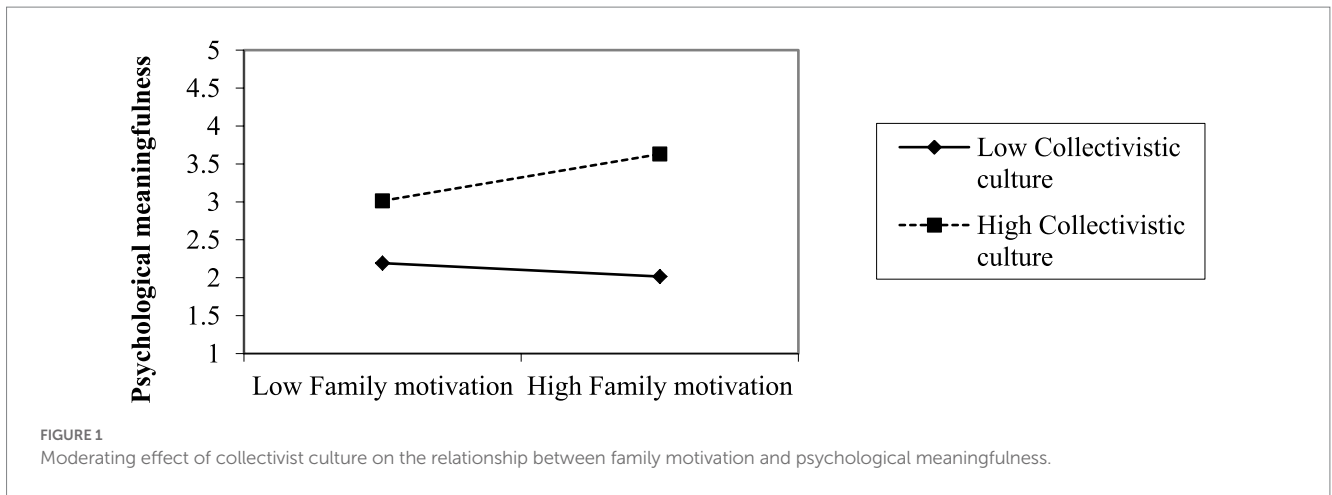 Psychological meaningfulness
5
4.5
4
3.5
3
2.5
2
1.5
1
Low Family motivation
High Family motivation
Low Collectivistic
culture
High Collectivistic
culture
FIGURE 1
Moderating effect of collectivist culture on the relationship between family motivation and psychological meaningfulness.